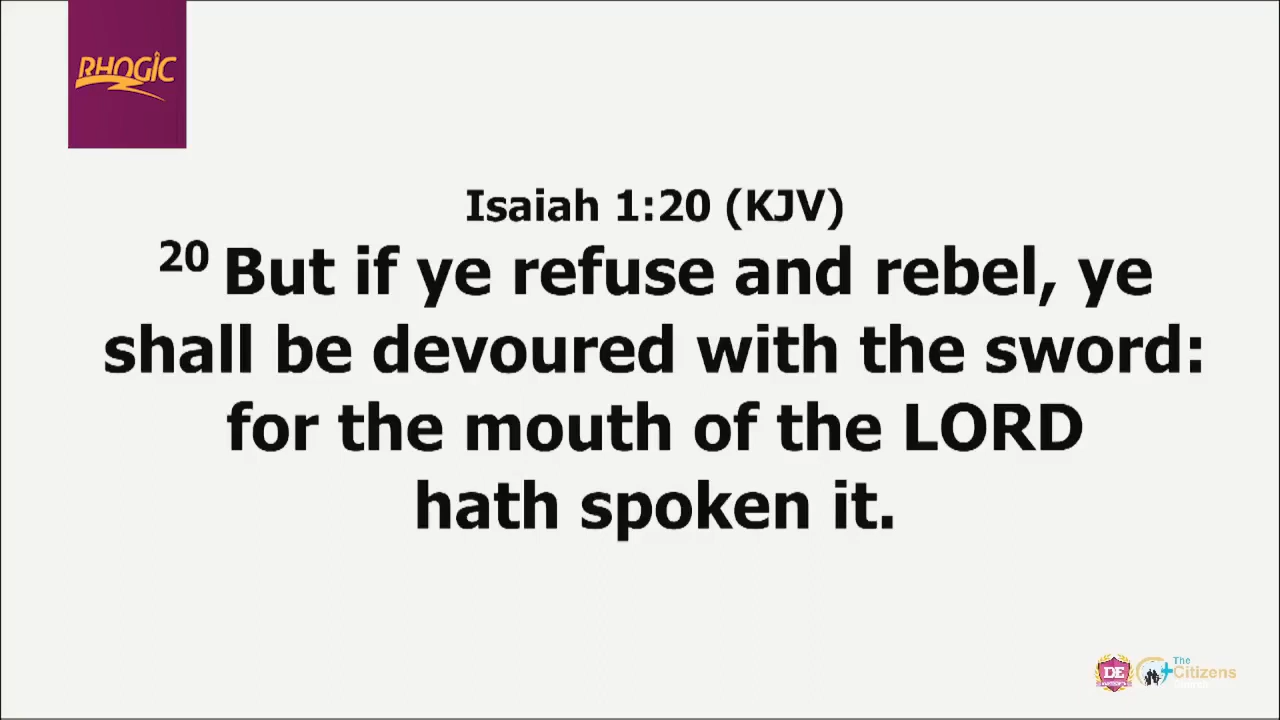 RHOGIC
Isaiah 1:20 (KJV)
20 But if ye refuse and rebel, ye
shall be devoured with the sword:
for the mouth of the LORD
hath spoken it.
DE
The
Citizens